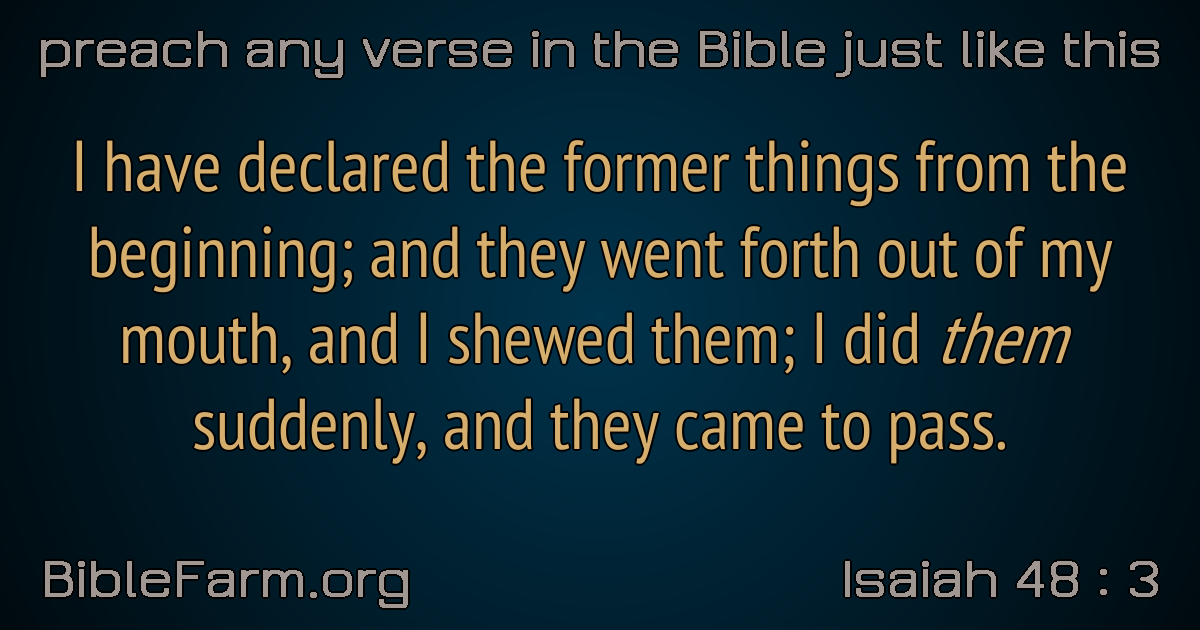 preach any verse in the Bible just like this
I have declared the former things from the
beginning; and they went forth out of my
mouth, and I shewed them; I did them
suddenly, and they came to pass.
BibleFarm.org
Isaiah 48 : 3